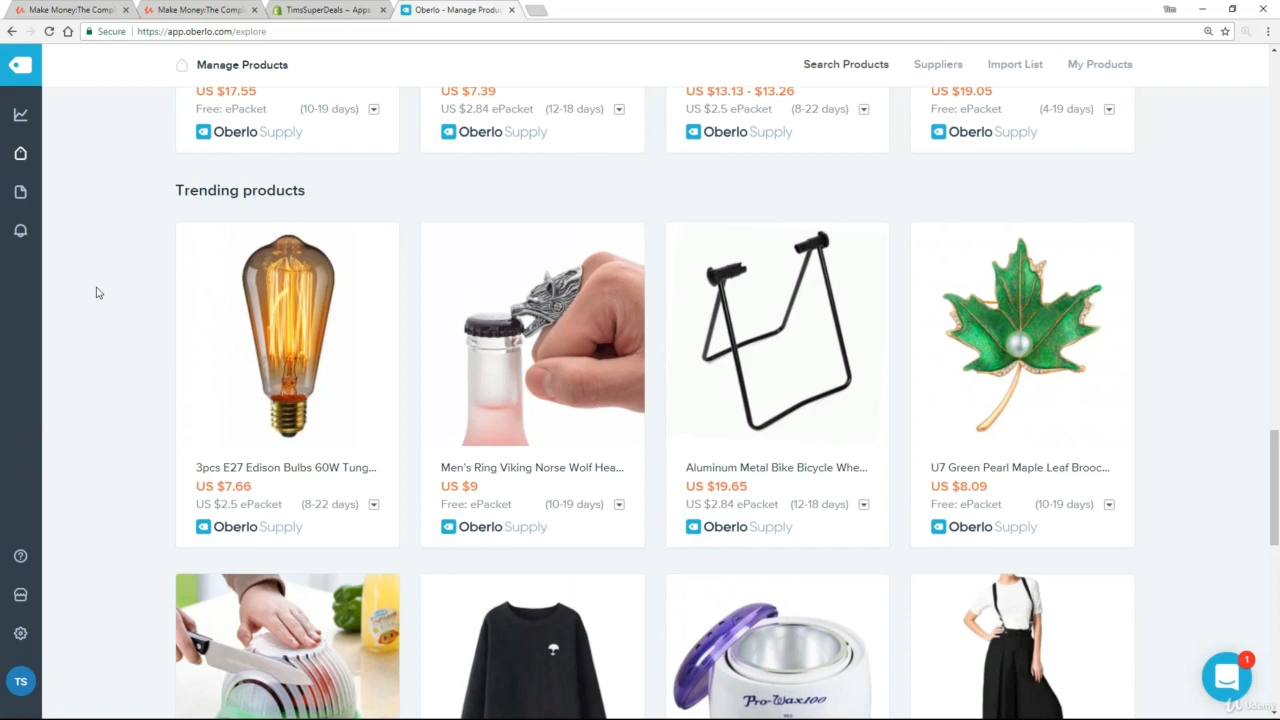 Make Money:The Compl
Make Money:The Compl
TimsSuperDeals ~ Apps
Oberlo - Manage Produc
Secure
https://app.oberlo.com/explore
Manage Products
Search Products
Suppliers
Import List
My Products
US $17.55
Free: ePacket (10-19 days)
Oberlo Supply
US $7.39
US $2.84 ePacket (12-18 days)
Oberlo Supply
US $13.13 - $13.26
US $2.5 ePacket (8-22 days)
Oberlo Supply
US $19.05
Free: ePacket (4-19 days)
Oberlo Supply
Trending products
3pcs E27 Edison Bulbs 60W Tung...
US $7.66
US $2.5 ePacket (8-22 days)
Oberlo Supply
Men's Ring Viking Norse Wolf Hea...
US $9
Free: ePacket (10-19 days)
Oberlo Supply
Aluminum Metal Bike Bicycle Whe...
US $19.65
US $2.84 ePacket (12-18 days)
Oberlo Supply
U7 Green Pearl Maple Leaf Brooc...
US $8.09
Free: ePacket (10-19 days)
Oberlo Supply
Pro-Wax100
TS
1
Udemy